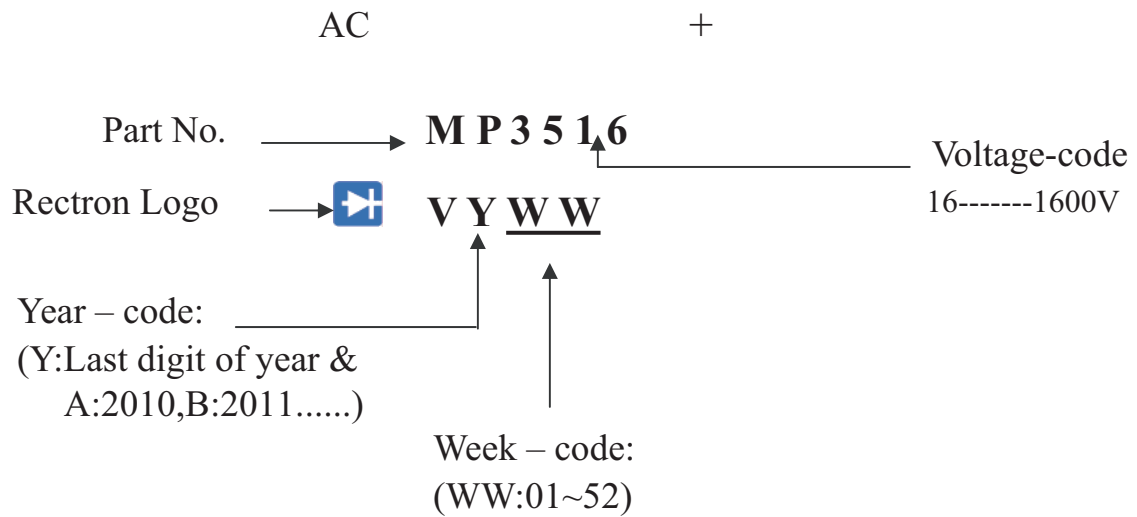 AC +
Part No. M P 3 5 1 6
Voltage-code
Rectron Logo V Y W W
16-------1600V
Year – code:
(Y:Last digit of year &
A:2010,B:2011......)
Week – code:
(WW:01~52)